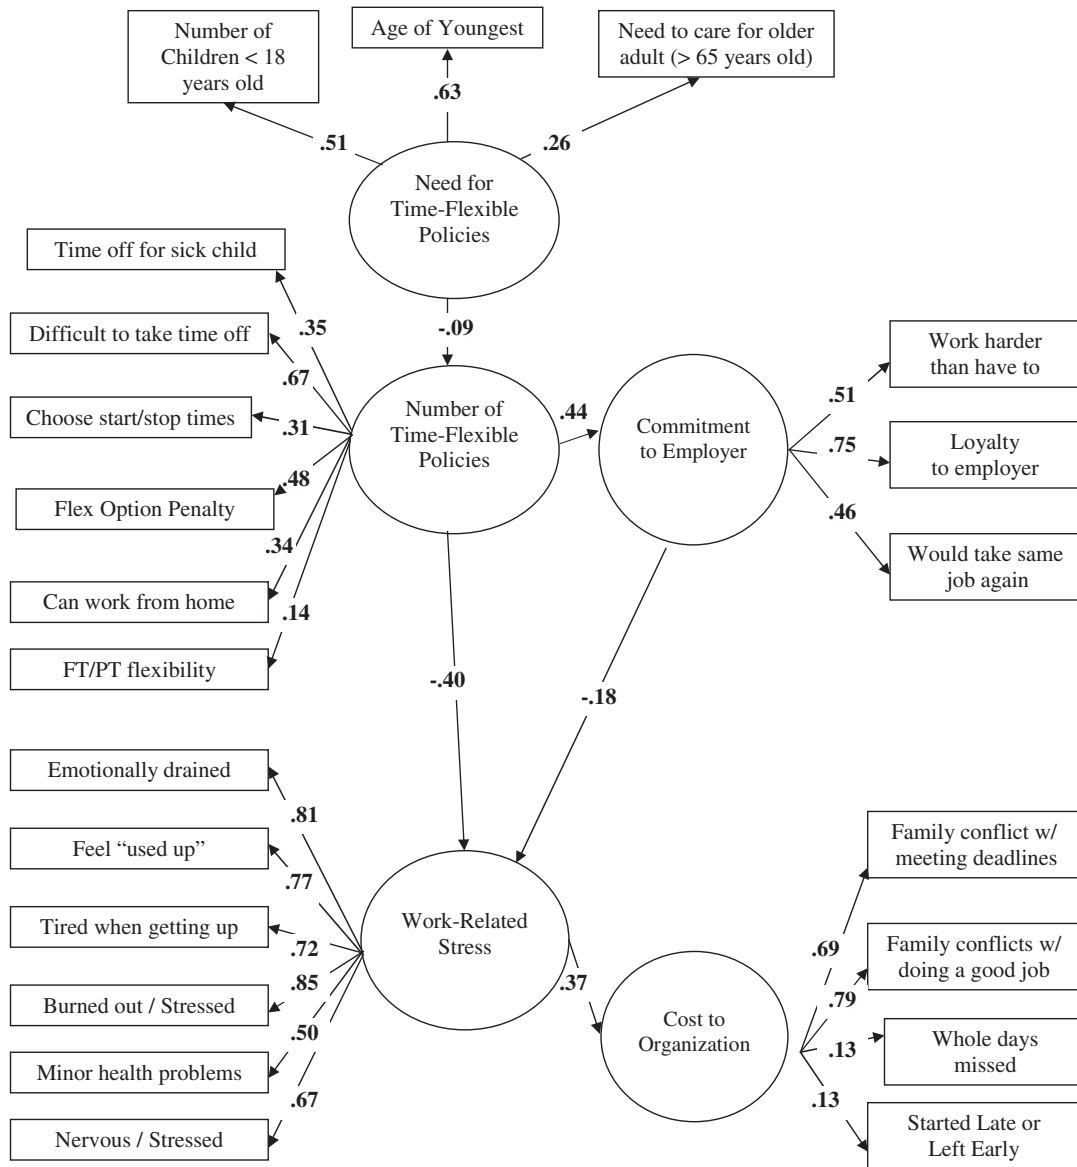 Number of
Children < 18
years old
Age of Youngest
Need to care for older
adult (> 65 years old)
.51
.63
.26
Need for
Time-Flexible
Policies
-.09
Time off for sick child
Difficult to take time off
Choose start/stop times
Flex Option Penalty
Can work from home
FT/PT flexibility
.35
.67
.31
.48
.34
.14
Number of
Time-Flexible
Policies
.44
Commitment
to Employer
.51
.75
.46
Work harder
than have to
Loyalty
to employer
Would take same
job again
-.40
-.18
Emotionally drained
Feel “used up”
Tired when getting up
Burned out / Stressed
Minor health problems
Nervous / Stressed
.81
.77
.72
.85
.50
.67
Work-Related
Stress
.37
Cost to
Organization
.69
.79
.13
.13
Family conflict w/
meeting deadlines
Family conflicts w/
doing a good job
Whole days
missed
Started Late or
Left Early